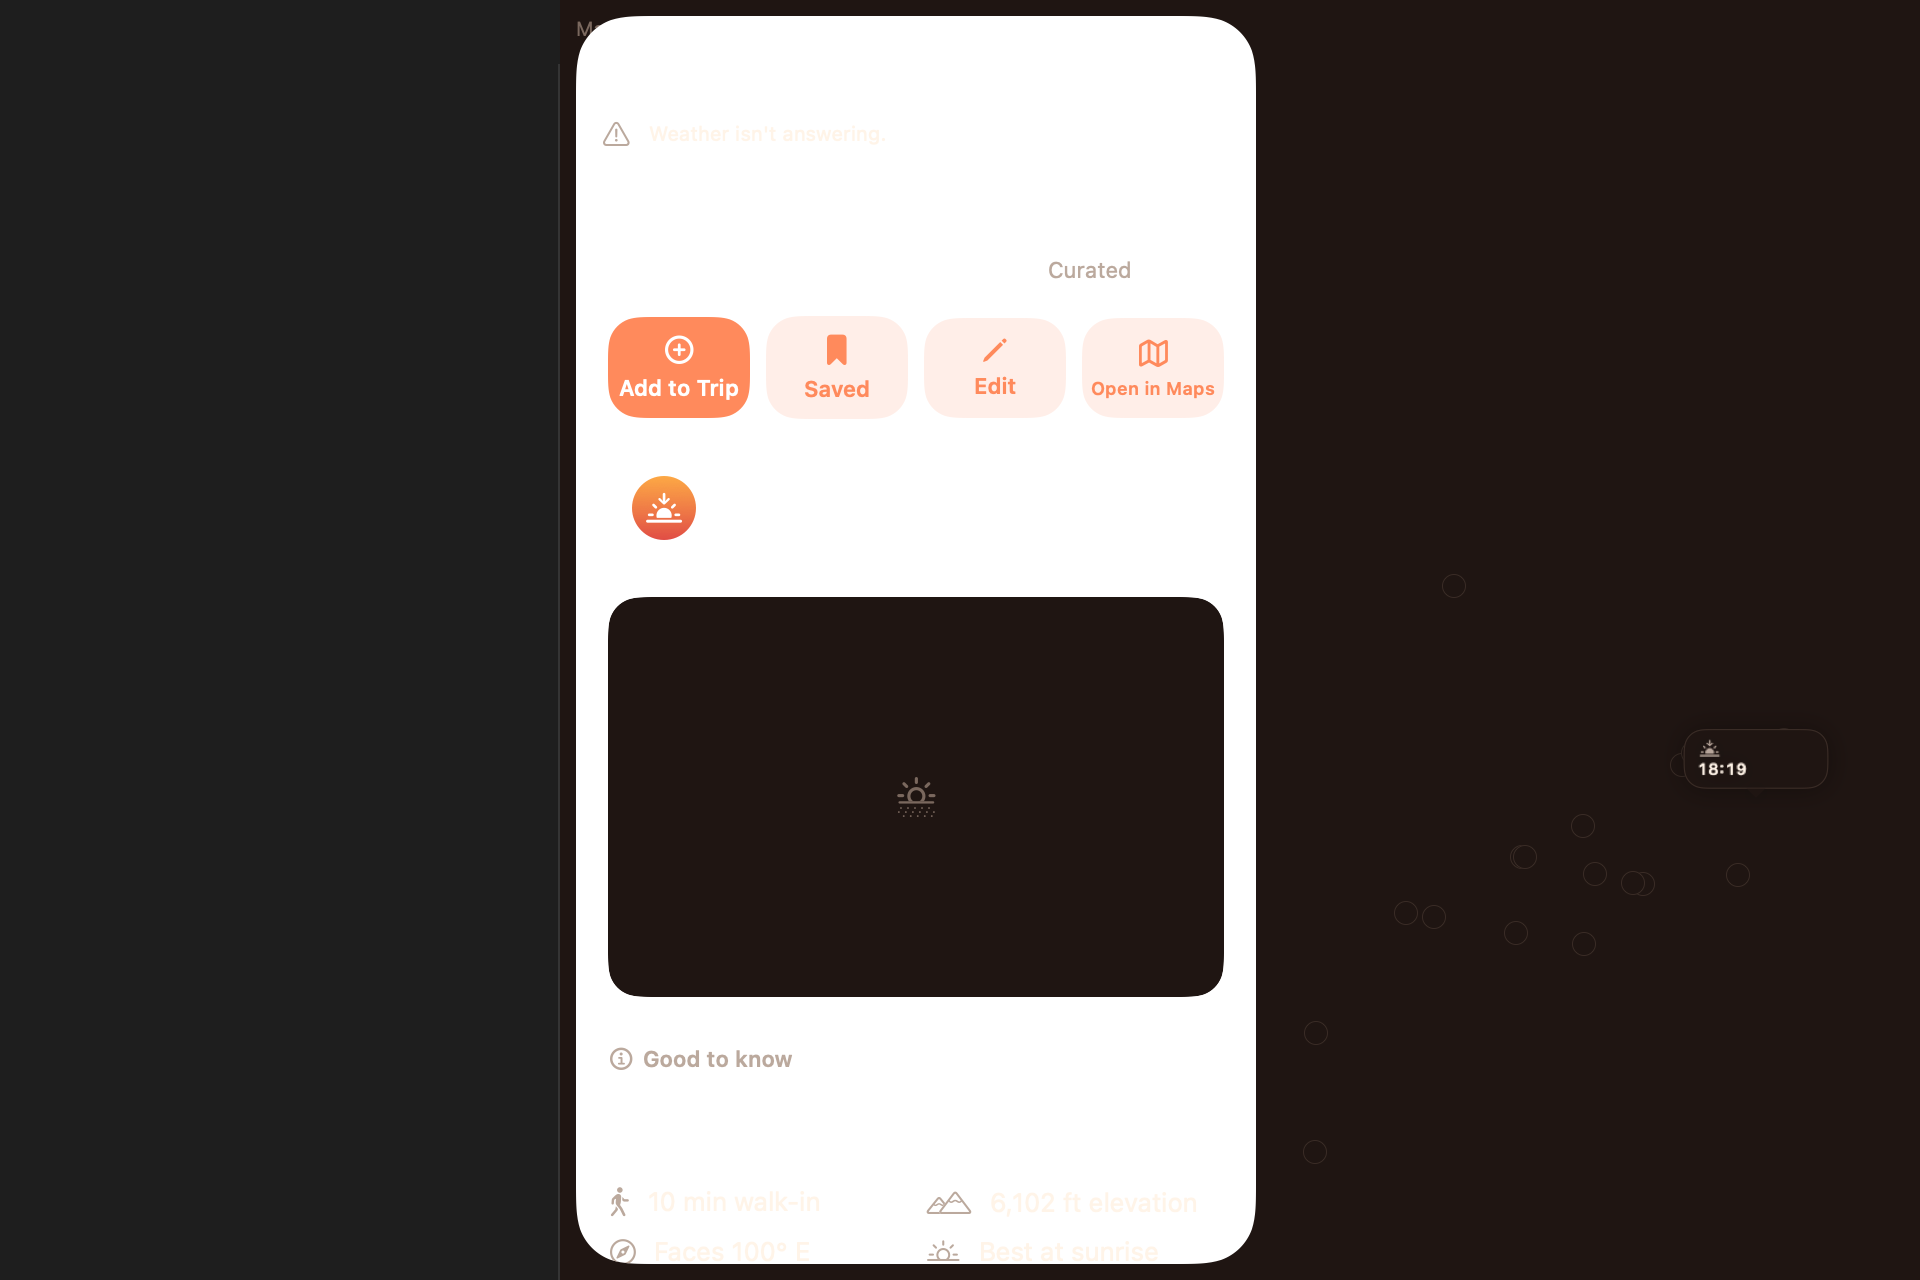 Weather isn't answering.
Curated
Add to Trip
Saved
Edit
Open in Maps
18:19
Good to know
10 min walk-in
6,102 ft elevation
Faces 100° E
Best at sunrise